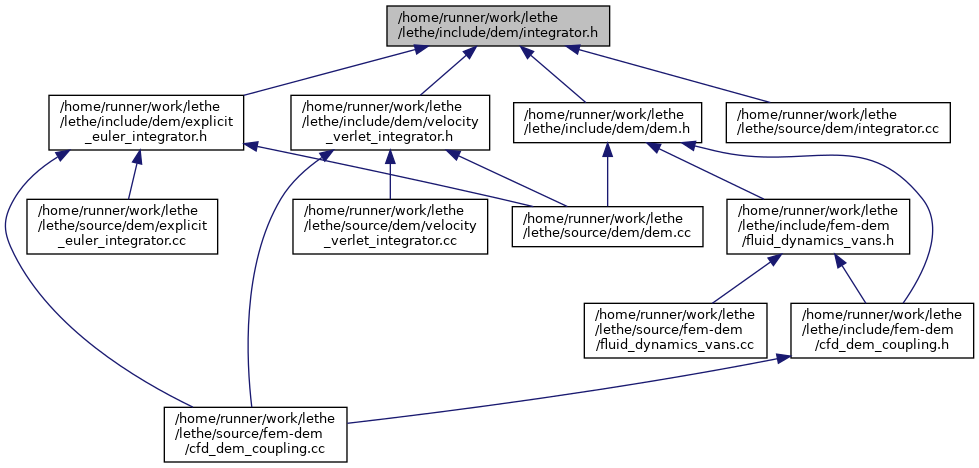 /home/runner/work/lethe
/lethe/include/dem/integrator.h
/home/runner/work/lethe
/lethe/include/dem/explicit
_euler_integrator.h
/home/runner/work/lethe
/lethe/include/dem/velocity
_verlet_integrator.h
/home/runner/work/lethe
/lethe/include/dem/dem.h
/home/runner/work/lethe
/lethe/source/dem/integrator.cc
/home/runner/work/lethe
/lethe/source/dem/explicit
_euler_integrator.cc
/home/runner/work/lethe
/lethe/source/dem/velocity
_verlet_integrator.cc
/home/runner/work/lethe
/lethe/source/dem/dem.cc
/home/runner/work/lethe
/lethe/include/fem-dem
/fluid_dynamics_vans.h
/home/runner/work/lethe
/lethe/source/fem-dem
/fluid_dynamics_vans.cc
/home/runner/work/lethe
/lethe/include/fem-dem
/cfd_dem_coupling.h
/home/runner/work/lethe
/lethe/source/fem-dem
/cfd_dem_coupling.cc